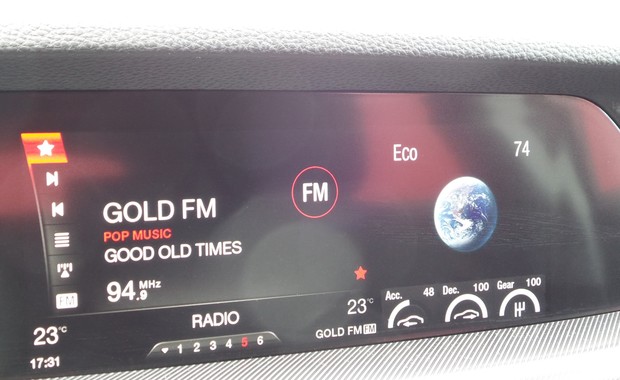 Eco 74
GOLD FM
FM
POP MUSIC
GOOD OLD TIMES
94.9 MHz
FM
Acc. 48 Dec. 100 Gear 100
23°C
RADIO
23°C
GOLD FM FM
17:31
1 2 3 4 5 6